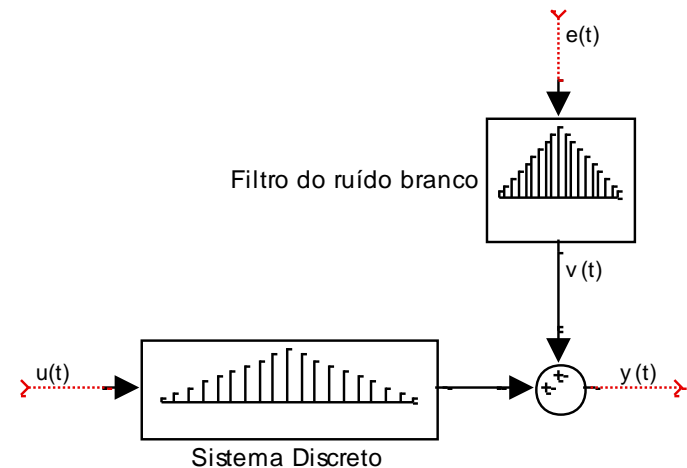 e(t)
Filtro do ruído branco
v(t)
u(t)
y(t)
Sistema Discreto